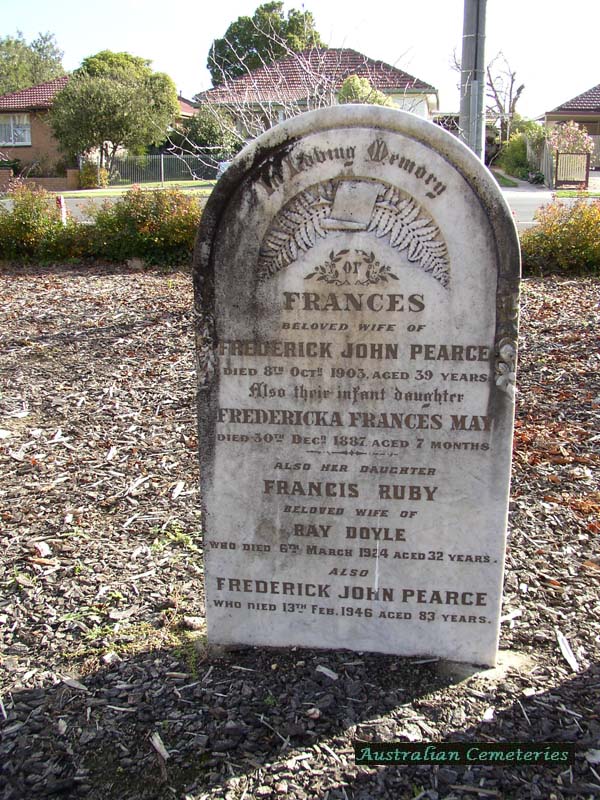 In Loving Memory
OF
FRANCES
BELOVED WIFE OF
FREDERICK JOHN PEARCE
DIED 8TH OCTR 1903, AGED 39 YEARS
Also their infant daughter
FREDERICKA FRANCES MAY
DIED 30TH DECR 1887, AGED 7 MONTHS
ALSO HER DAUGHTER
FRANCIS RUBY
BELOVED WIFE OF
RAY DOYLE
WHO DIED 6TH MARCH 1924 AGED 32 YEARS.
ALSO
FREDERICK JOHN PEARCE
WHO DIED 13TH FEB. 1946 AGED 83 YEARS.
Australian Cemeteries